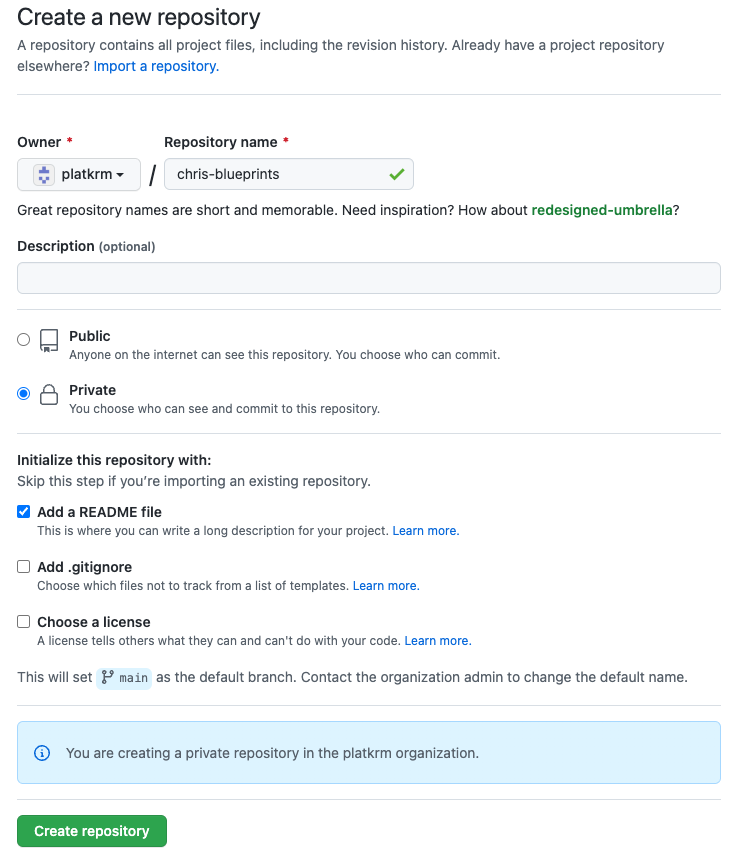 Create a new repository
A repository contains all project files, including the revision history. Already have a project repository
elsewhere? Import a repository.
Owner * Repository name *
platkrm / chris-blueprints
Great repository names are short and memorable. Need inspiration? How about redesigned-umbrella?
Description (optional)
Public
Anyone on the internet can see this repository. You choose who can commit.
Private
You choose who can see and commit to this repository.
Initialize this repository with:
Skip this step if you’re importing an existing repository.
Add a README file
This is where you can write a long description for your project. Learn more.
Add .gitignore
Choose which files not to track from a list of templates. Learn more.
Choose a license
A license tells others what they can and can't do with your code. Learn more.
This will set main as the default branch. Contact the organization admin to change the default name.
You are creating a private repository in the platkrm organization.
Create repository